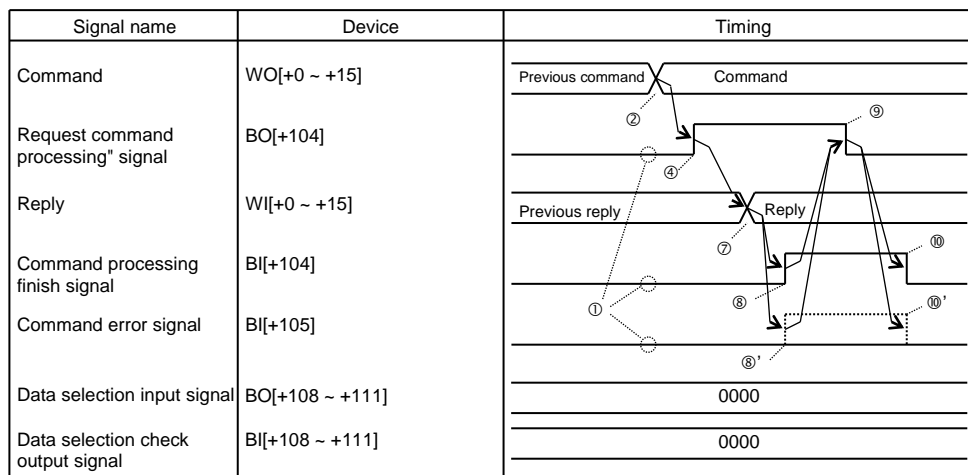 Signal name Device Timing
Command WO[+0 ~ +15] Previous command Command
②
⑨
Request command
processing" signal BO[+104]
④
Reply WI[+0 ~ +15] Previous reply Reply
⑦
⑩
Command processing
finish signal BI[+104]
① ⑧ ⑩'
Command error signal BI[+105]
⑧'
Data selection input signal BO[+108 ~ +111] 0000
Data selection check
output signal BI[+108 ~ +111] 0000